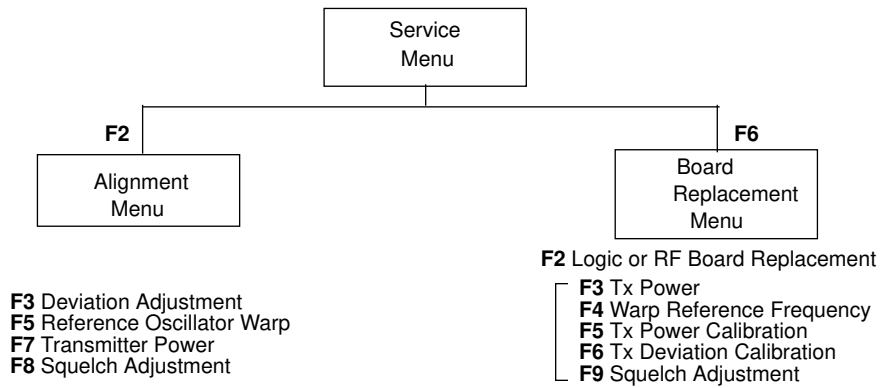 Service
Menu
F2
F6
Alignment
Menu
Board
Replacement
Menu
F3 Deviation Adjustment
F5 Reference Oscillator Warp
F7 Transmitter Power
F8 Squelch Adjustment
F2 Logic or RF Board Replacement
F3 Tx Power
F4 Warp Reference Frequency
F5 Tx Power Calibration
F6 Tx Deviation Calibration
F9 Squelch Adjustment